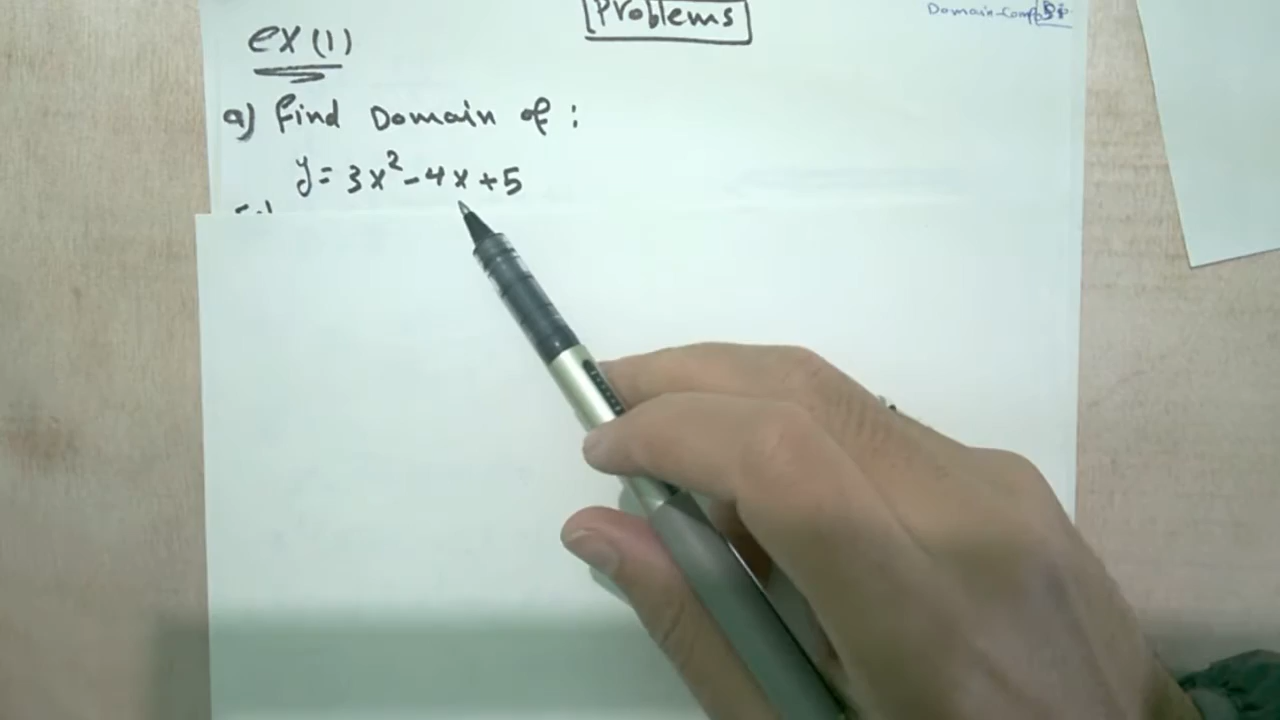 Problems
ex (1)
a) Find Domain of :
y = 3x² - 4x + 5